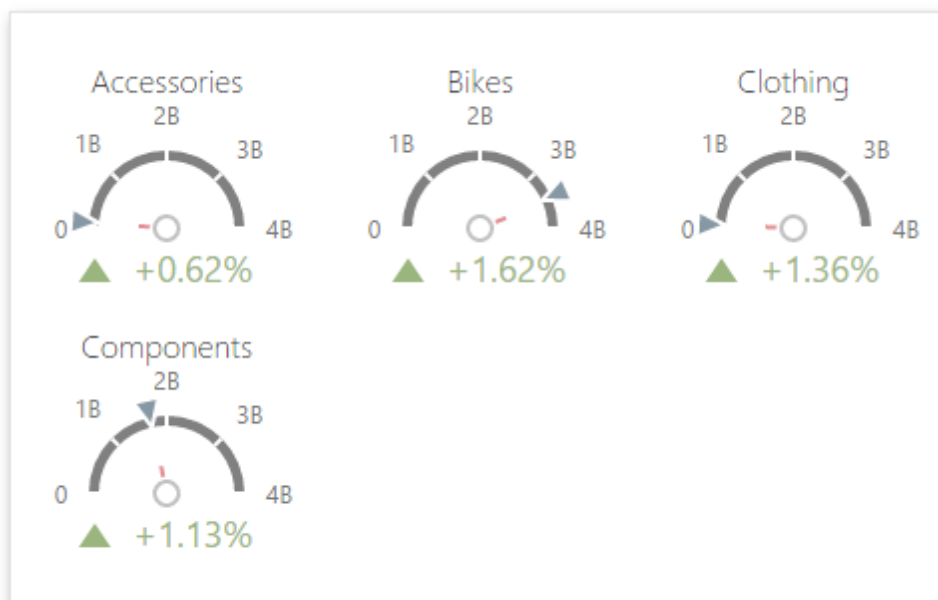 Accessories
2B
1B
3B
0
4B
+0.62%
Bikes
2B
1B
3B
0
4B
+1.62%
Clothing
2B
1B
3B
0
4B
+1.36%
Components
2B
1B
3B
0
4B
+1.13%